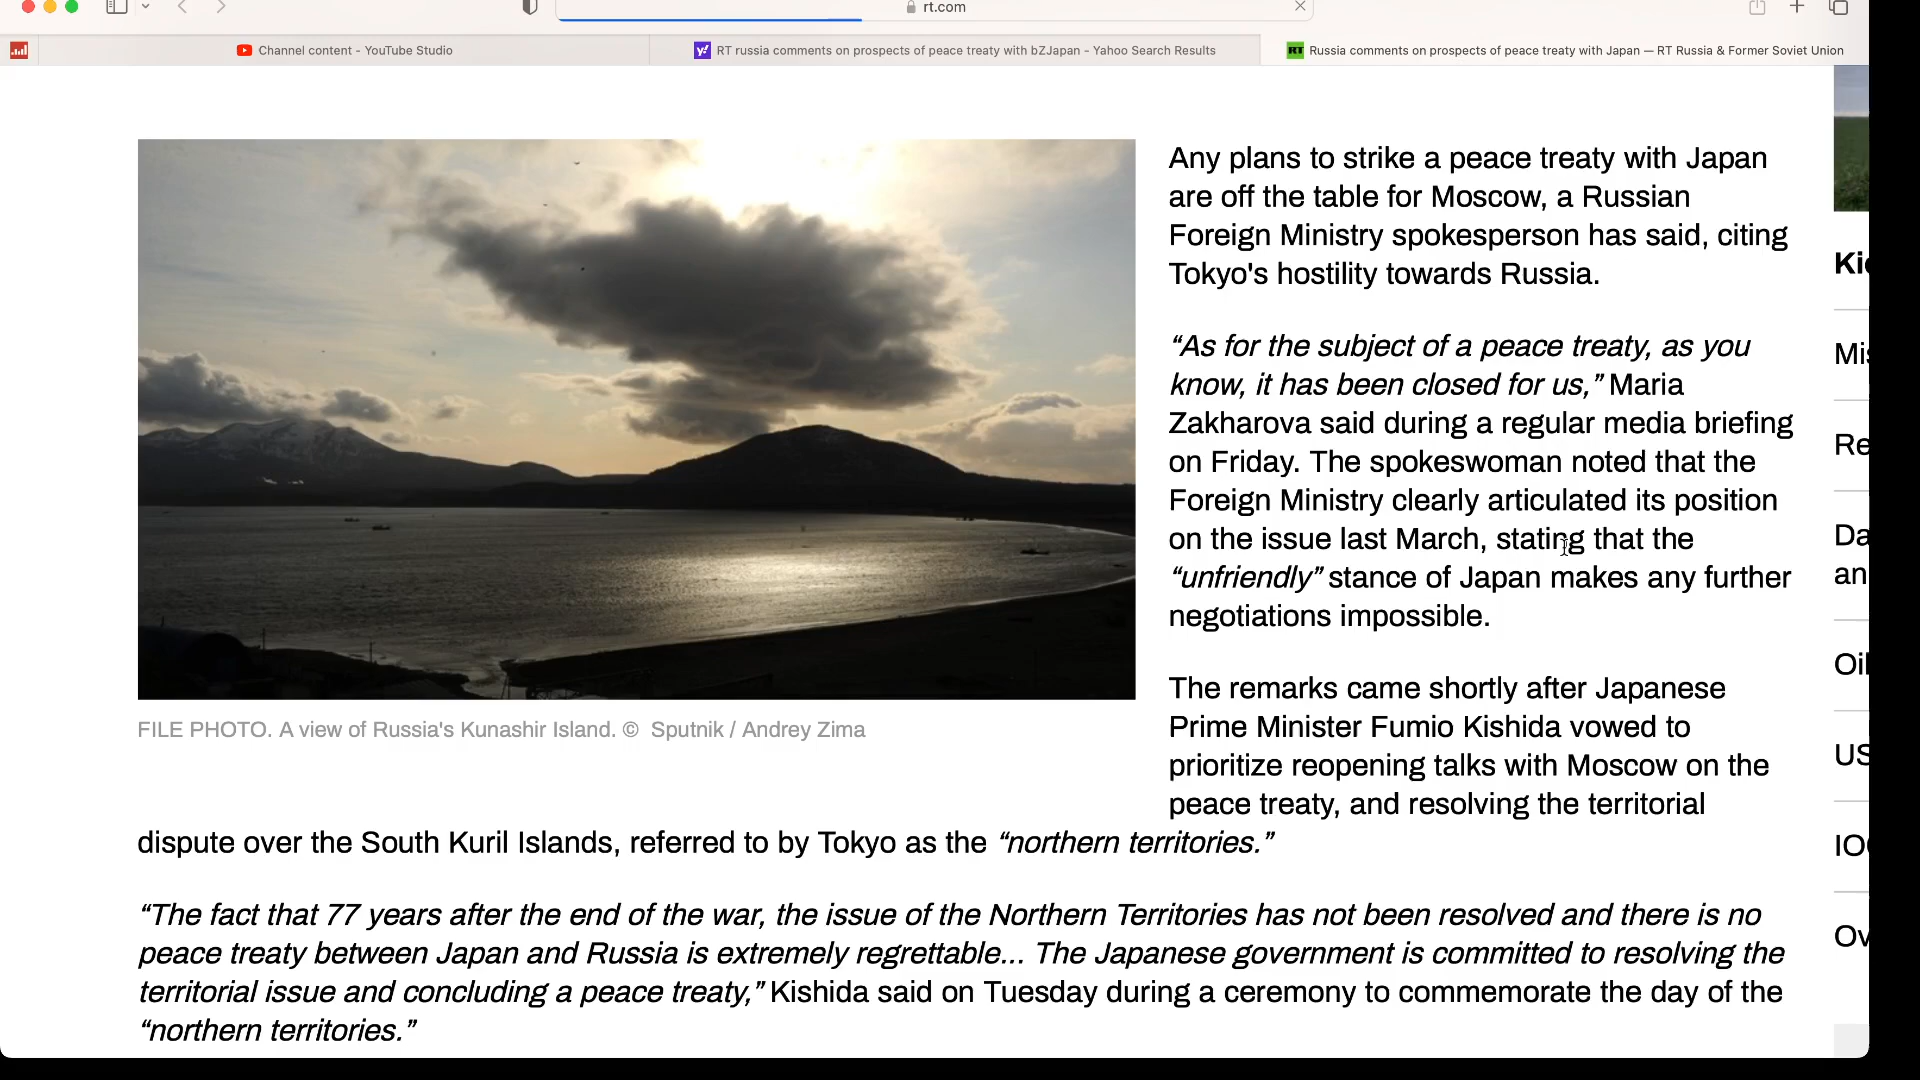 rt.com
Channel content - YouTube Studio
RT russia comments on prospects of peace treaty with bZJapan - Yahoo Search Results
RT
Russia comments on prospects of peace treaty with Japan — RT Russia & Former Soviet Union
Any plans to strike a peace treaty with Japan
are off the table for Moscow, a Russian
Foreign Ministry spokesperson has said, citing
Tokyo's hostility towards Russia.
“As for the subject of a peace treaty, as you
know, it has been closed for us,” Maria
Zakharova said during a regular media briefing
on Friday. The spokeswoman noted that the
Foreign Ministry clearly articulated its position
on the issue last March, stating that the
“unfriendly” stance of Japan makes any further
negotiations impossible.
The remarks came shortly after Japanese
Prime Minister Fumio Kishida vowed to
prioritize reopening talks with Moscow on the
peace treaty, and resolving the territorial
FILE PHOTO. A view of Russia's Kunashir Island. © Sputnik / Andrey Zima
dispute over the South Kuril Islands, referred to by Tokyo as the “northern territories.”
“The fact that 77 years after the end of the war, the issue of the Northern Territories has not been resolved and there is no
peace treaty between Japan and Russia is extremely regrettable... The Japanese government is committed to resolving the
territorial issue and concluding a peace treaty,” Kishida said on Tuesday during a ceremony to commemorate the day of the
“northern territories.”